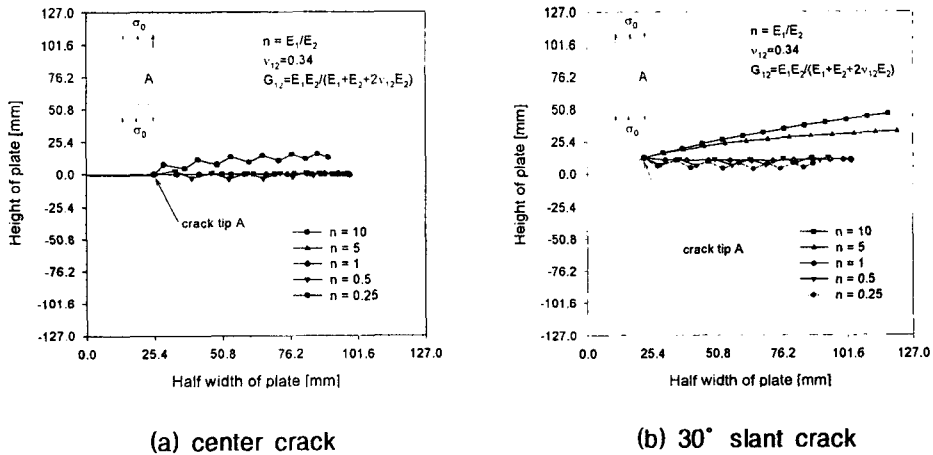 127.0
101.6
76.2
50.8
25.4
0.0
-25.4
-50.8
-76.2
-101.6
-127.0
Height of plate [mm]
σ0
A
σ0
n = E1/E2
ν12=0.34
G12=E1E2/(E1+E2+2ν12E2)
crack tip A
n = 10
n = 5
n = 1
n = 0.5
n = 0.25
0.0 25.4 50.8 76.2 101.6 127.0
Half width of plate [mm]
(a) center crack
127.0
101.6
76.2
50.8
25.4
0.0
-25.4
-50.8
-76.2
-101.6
-127.0
Height of plate [mm]
σ0
A
σ0
n = E1/E2
ν12=0.34
G12=E1E2/(E1+E2+2ν12E2)
crack tip A
n = 10
n = 5
n = 1
n = 0.5
n = 0.25
0.0 25.4 50.8 76.2 101.6 127.0
Half width of plate [mm]
(b) 30° slant crack